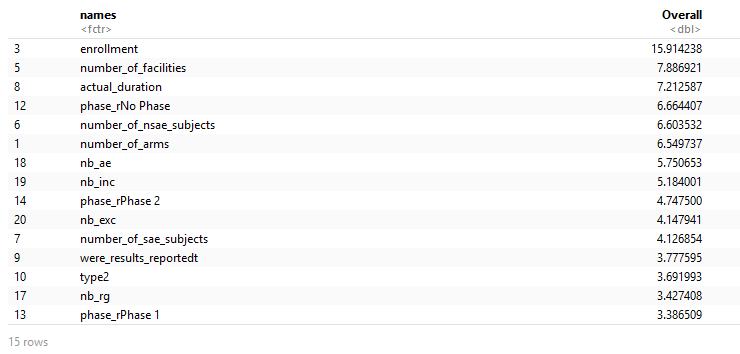 names Overall
<fctr> <dbl>
3 enrollment 15.914238
5 number_of_facilities 7.886921
8 actual_duration 7.212587
12 phase_rNo Phase 6.664407
6 number_of_nsae_subjects 6.603532
1 number_of_arms 6.549737
18 nb_ae 5.750653
19 nb_inc 5.184001
14 phase_rPhase 2 4.747500
20 nb_exc 4.147941
7 number_of_sae_subjects 4.126854
9 were_results_reportedt 3.777595
10 type2 3.691993
17 nb_rg 3.427408
13 phase_rPhase 1 3.386509
15 rows